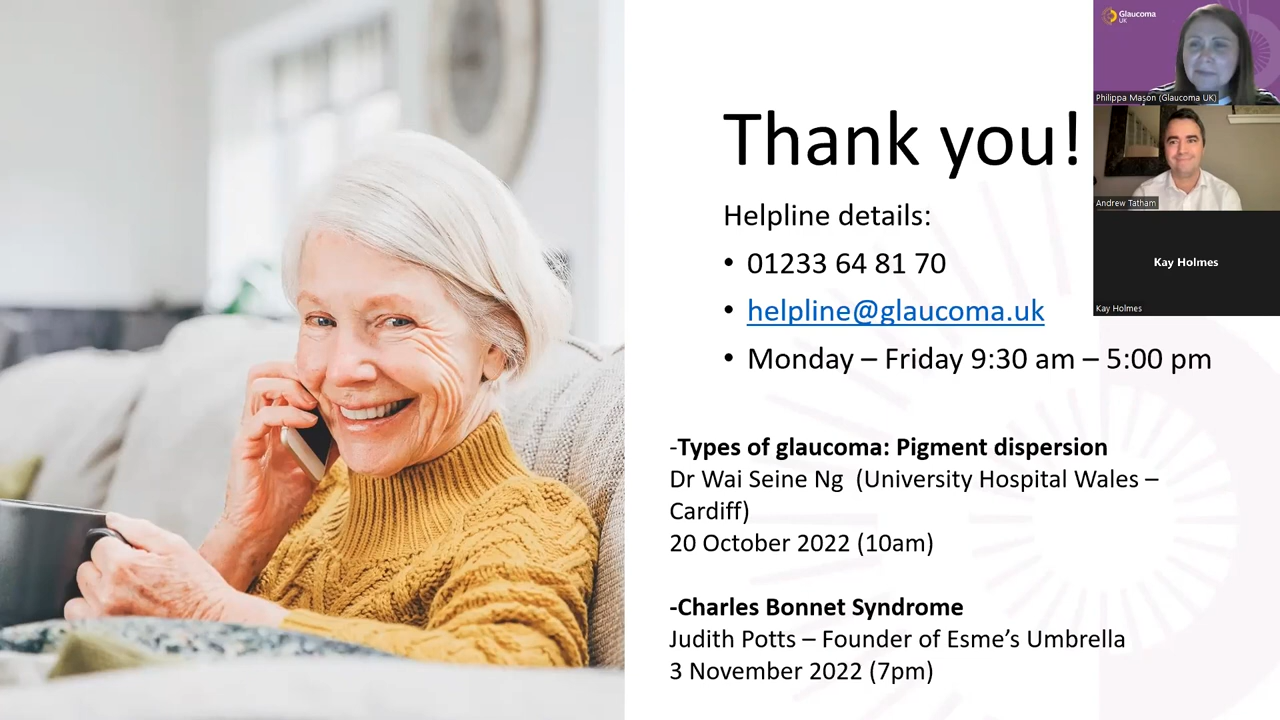 Glaucoma
UK
Philippa Mason (Glaucoma UK)
Andrew Tatham
Kay Holmes
Kay Holmes
Thank you!
Helpline details:
• 01233 64 81 70
• helpline@glaucoma.uk
• Monday – Friday 9:30 am – 5:00 pm
-Types of glaucoma: Pigment dispersion
Dr Wai Seine Ng (University Hospital Wales –
Cardiff)
20 October 2022 (10am)
-Charles Bonnet Syndrome
Judith Potts – Founder of Esme’s Umbrella
3 November 2022 (7pm)